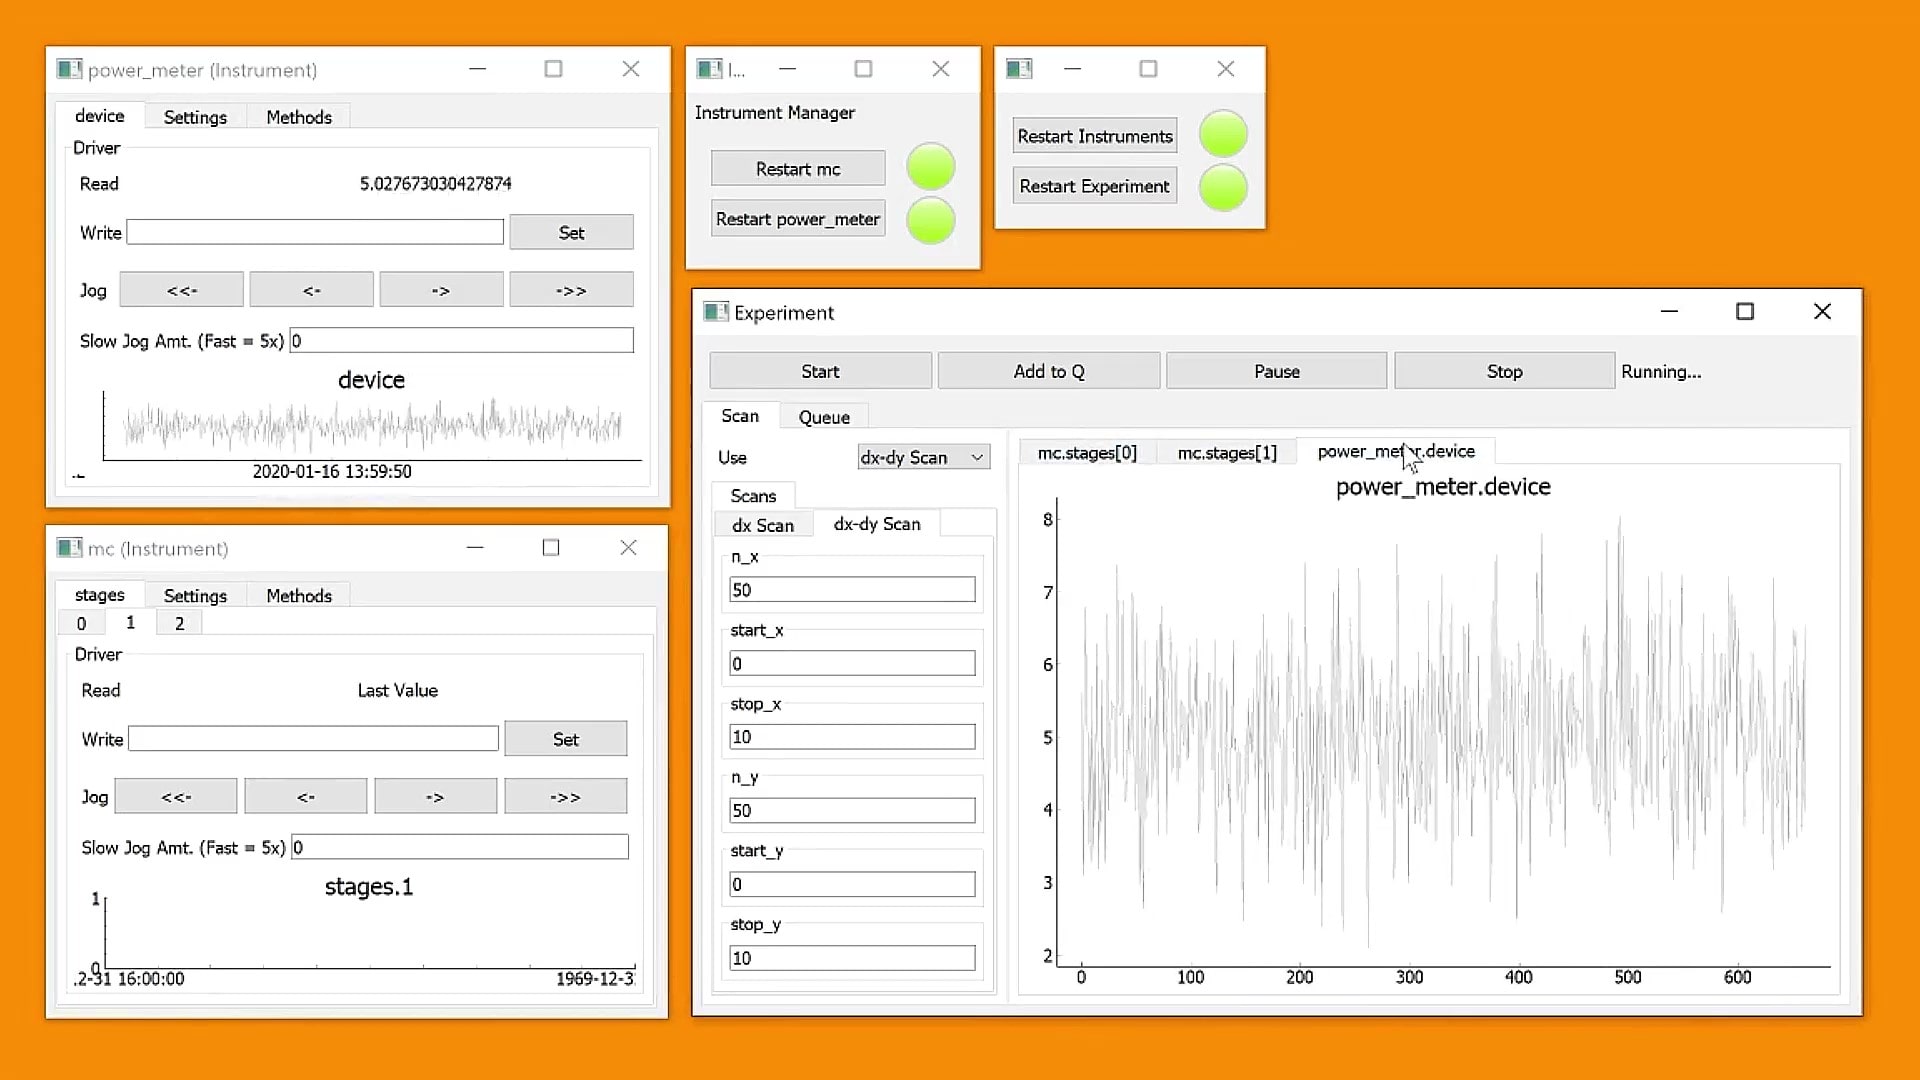 power_meter (Instrument)
device Settings Methods
Driver
Read 5.027673030427874
Write Set
Jog <<- <- -> ->>
Slow Jog Amt. (Fast = 5x) 0
device
2020-01-16 13:59:50
I...
Instrument Manager
Restart mc
Restart power_meter
Restart Instruments
Restart Experiment
mc (Instrument)
stages Settings Methods
0 1 2
Driver
Read Last Value
Write Set
Jog <<- <- -> ->>
Slow Jog Amt. (Fast = 5x) 0
stages.1
1
0
.2-31 16:00:00 1969-12-3
Experiment
Start Add to Q Pause Stop Running...
Scan Queue
Use dx-dy Scan
Scans
dx Scan dx-dy Scan
n_x
50
start_x
0
stop_x
10
n_y
50
start_y
0
stop_y
10
mc.stages[0] mc.stages[1] power_meter.device
power_meter.device
8
7
6
5
4
3
2
0 100 200 300 400 500 600